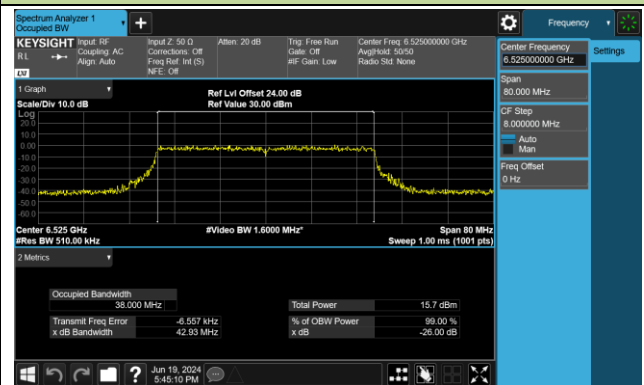 Spectrum Analyzer 1
Occupied BW
Frequency
KEYSIGHT
Input: RF
Coupling: AC
Align: Auto
Input Z: 50 Ω
Corrections: Off
Freq Ref: Int (S)
NFE: Off
Atten: 20 dB
Trig: Free Run
Gate: Off
#IF Gain: Low
Center Freq: 6.525000000 GHz
Avg|Hold: 50/50
Radio Std: None
RL
LXI
1 Graph
Scale/Div 10.0 dB
Ref Lvl Offset 24.00 dB
Ref Value 30.00 dBm
Log
20.0
10.0
0.0
-10.0
-20.0
-30.0
-40.0
-50.0
-60.0
Center 6.525 GHz
#Res BW 510.00 kHz
#Video BW 1.6000 MHz*
Span 80 MHz
Sweep 1.00 ms (1001 pts)
2 Metrics
Occupied Bandwidth
38.000 MHz
Transmit Freq Error -6.557 kHz
x dB Bandwidth 42.93 MHz
Total Power 15.7 dBm
% of OBW Power 99.00 %
x dB -26.00 dB
Jun 19, 2024
5:45:10 PM
Center Frequency
6.525000000 GHz
Settings
Span
80.000 MHz
CF Step
8.000000 MHz
Auto
Man
Freq Offset
0 Hz